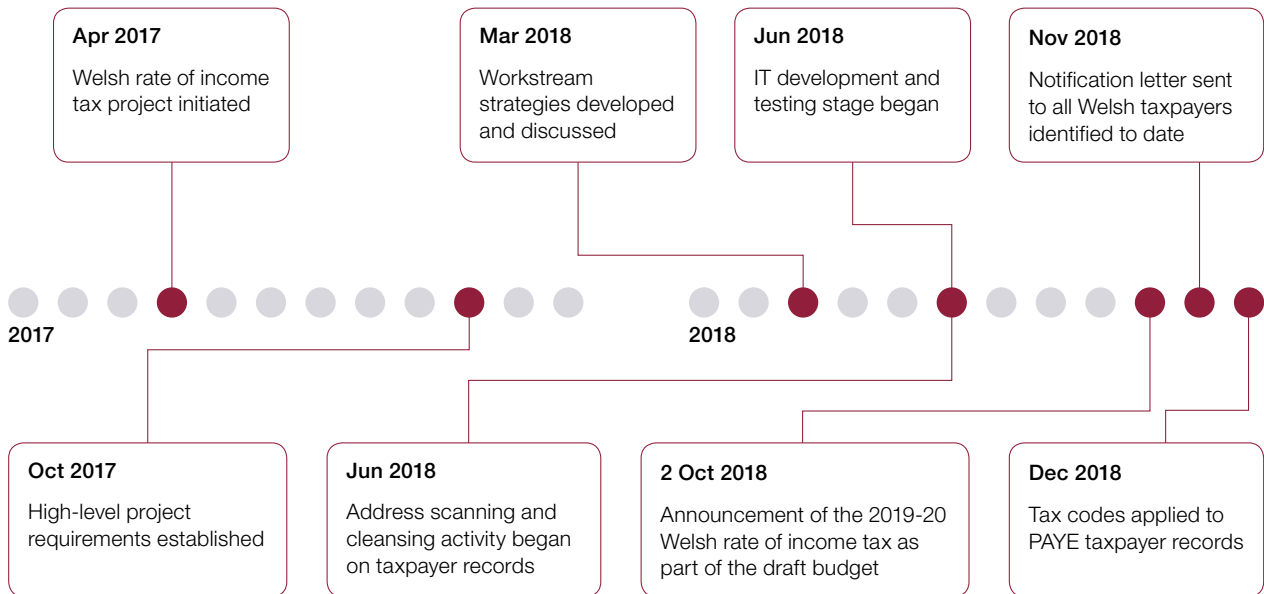 Apr 2017
Welsh rate of income
tax project initiated
Mar 2018
Workstream
strategies developed
and discussed
Jun 2018
IT development and
testing stage began
Nov 2018
Notification letter sent
to all Welsh taxpayers
identified to date
2017
2018
Oct 2017
High-level project
requirements established
Jun 2018
Address scanning and
cleansing activity began
on taxpayer records
2 Oct 2018
Announcement of the 2019-20
Welsh rate of income tax as
part of the draft budget
Dec 2018
Tax codes applied to
PAYE taxpayer records